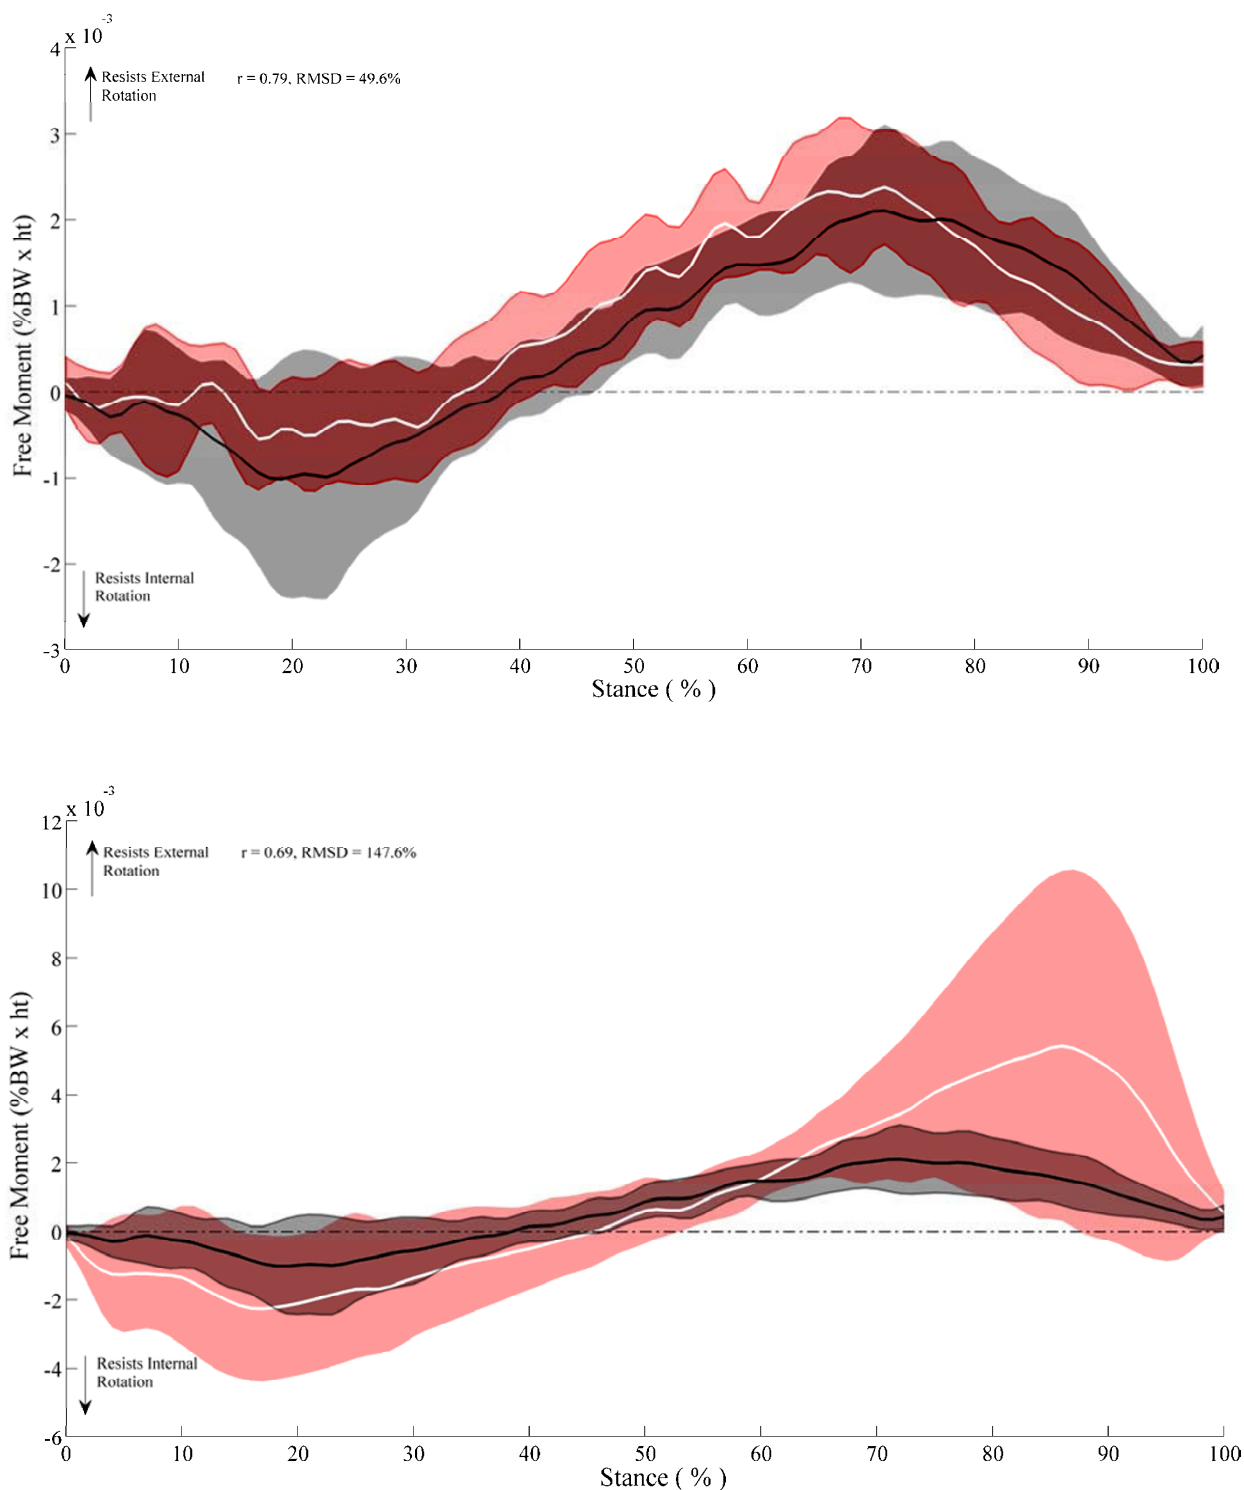 x 10
-3
4
Resists External
Rotation
r = 0.79, RMSD = 49.6%
3
2
1
0
-1
-2
-3
Free Moment (%BW x ht)
Resists Internal
Rotation
0 10 20 30 40 50 60 70 80 90 100
Stance ( % )
x 10
-3
12
Resists External
Rotation
r = 0.69, RMSD = 147.6%
10
8
6
4
2
0
-2
-4
-6
Free Moment (%BW x ht)
Resists Internal
Rotation
0 10 20 30 40 50 60 70 80 90 100
Stance ( % )